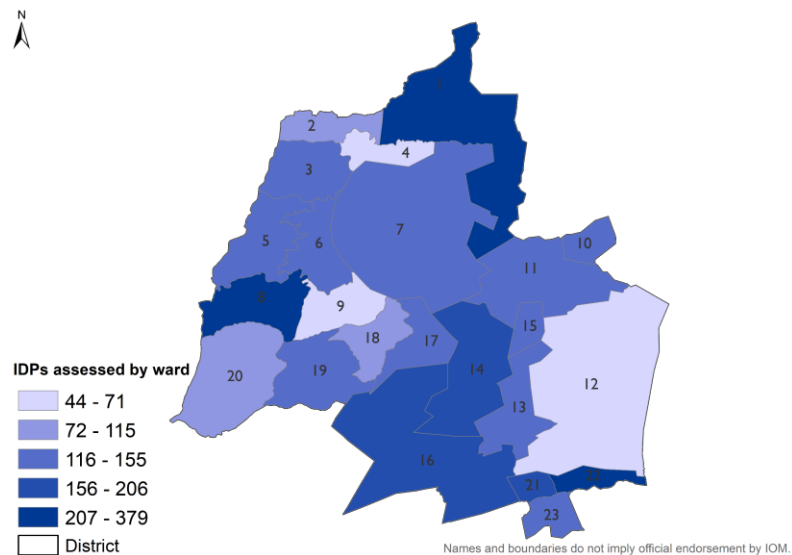 N
1
2
4
3
7
5
6
10
11
8
9
15
17
18
14
19
20
12
13
16
21
22
23
IDPs assessed by ward
44 - 71
72 - 115
116 - 155
156 - 206
207 - 379
District
Names and boundaries do not imply official endorsement by IOM.